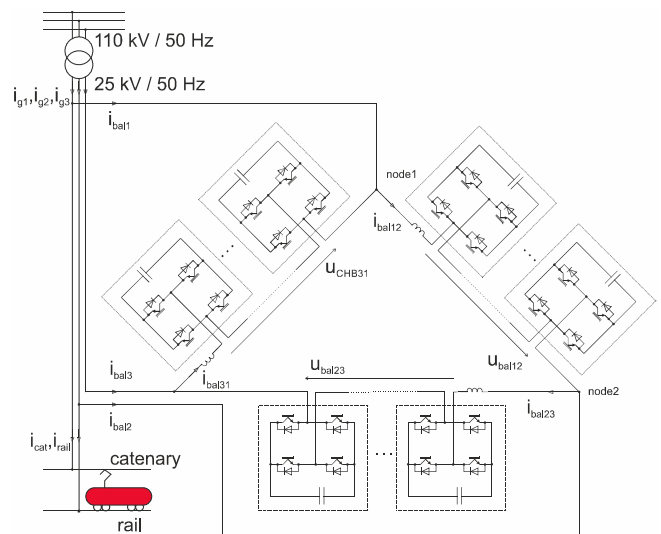 110 kV / 50 Hz
25 kV / 50 Hz
ig1,ig2,ig3
ibal1
node1
ibal12
uCHB31
ubal12
ubal23
ibal3
ibal31
node2
ibal2
ibal23
icat,irail
catenary
rail